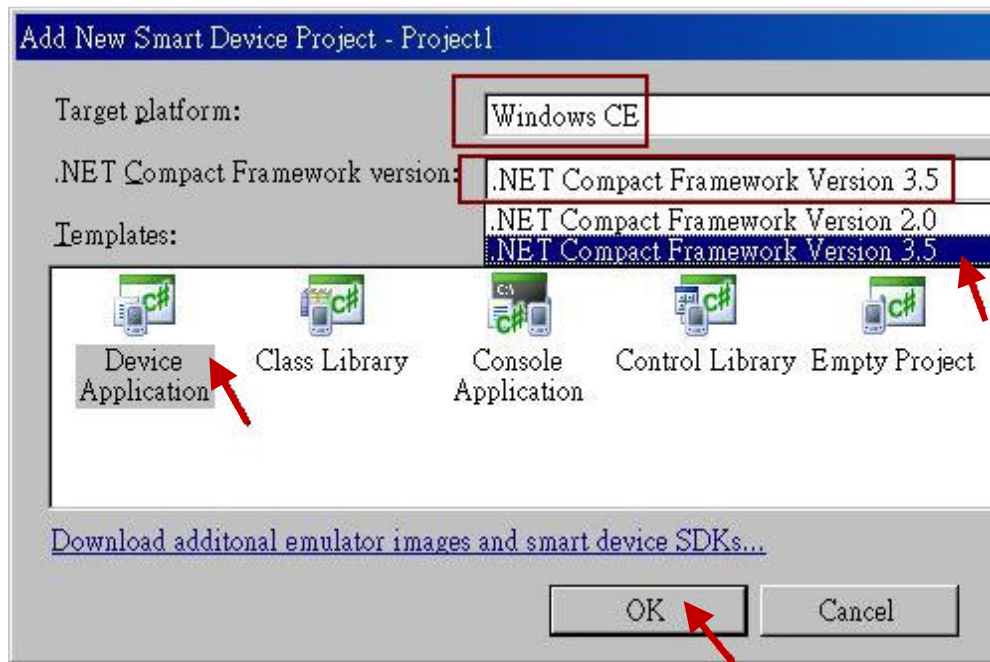 Add New Smart Device Project - Project1
Target platform:
Windows CE
.NET Compact Framework version:
.NET Compact Framework Version 3.5
.NET Compact Framework Version 2.0
.NET Compact Framework Version 3.5
Templates:
C:\
C#
C#
C#
C#
C#
Device
Application
Class Library
Console
Application
Control Library
Empty Project
Download additonal emulator images and smart device SDKs...
OK
Cancel